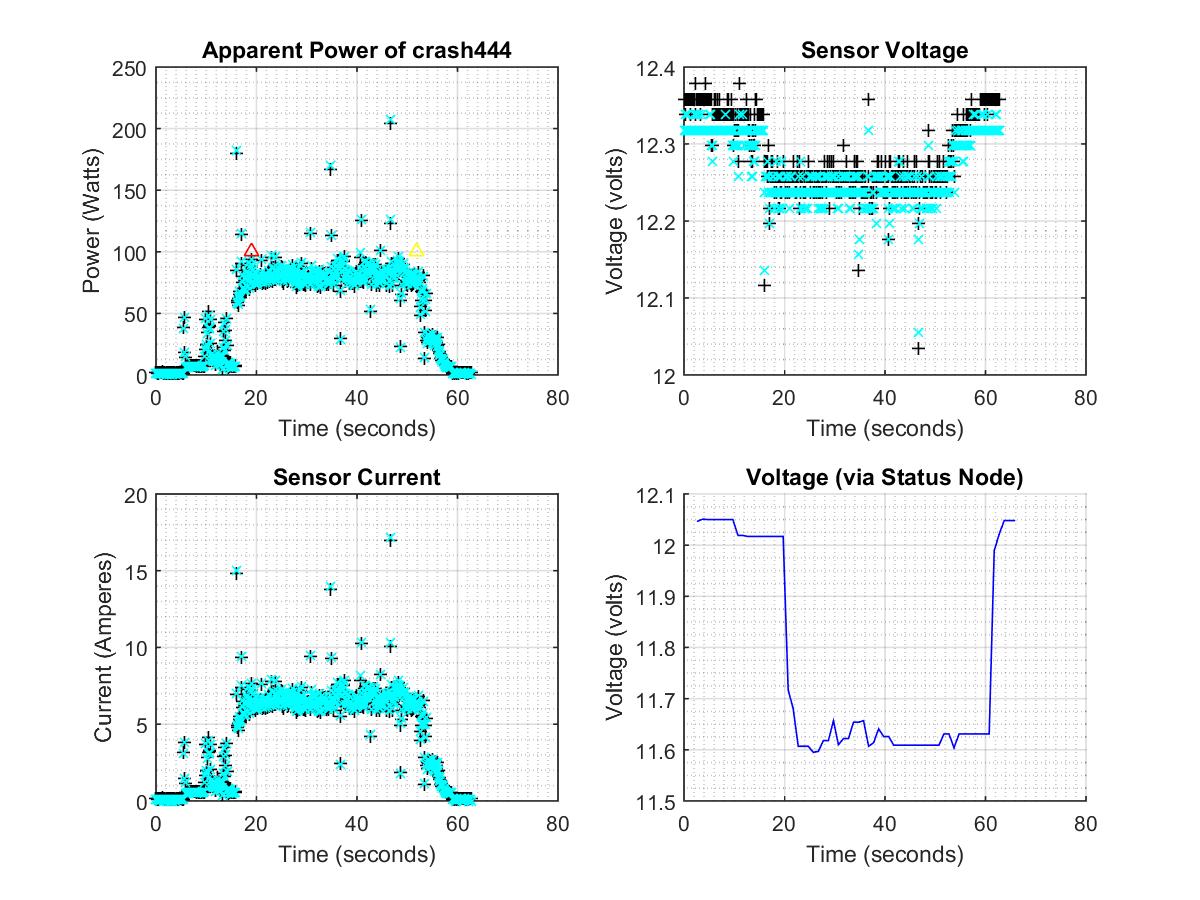 Apparent Power of crash444
250
200
150
100
50
0
Power (Watts)
0 20 40 60 80
Time (seconds)
Sensor Voltage
12.4
12.3
12.2
12.1
12
Voltage (volts)
0 20 40 60 80
Time (seconds)
Sensor Current
20
15
10
5
0
Current (Amperes)
0 20 40 60 80
Time (seconds)
Voltage (via Status Node)
12.1
12
11.9
11.8
11.7
11.6
11.5
Voltage (volts)
0 20 40 60 80
Time (seconds)